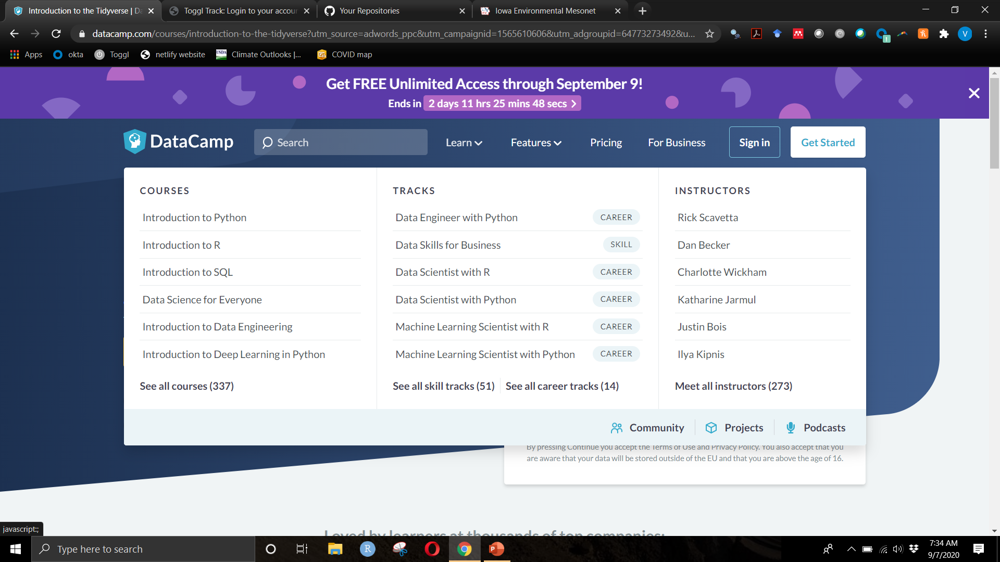 Introduction to the Tidyverse | Da
Toggl Track: Login to your accour
Your Repositories
Iowa Environmental Mesonet
datacamp.com/courses/introduction-to-the-tidyverse?utm_source=adwords_ppc&utm_campaignid=1565610606&utm_adgroupid=64773273492&u...
V
Apps
okta
Toggl
netlify website
USDA
Climate Outlooks |...
COVID map
Get FREE Unlimited Access through September 9!
Ends in 2 days 11 hrs 25 mins 48 secs
DataCamp
Search
Learn
Features
Pricing
For Business
Sign in
Get Started
COURSES
Introduction to Python
Introduction to R
Introduction to SQL
Data Science for Everyone
Introduction to Data Engineering
Introduction to Deep Learning in Python
See all courses (337)
TRACKS
Data Engineer with Python CAREER
Data Skills for Business SKILL
Data Scientist with R CAREER
Data Scientist with Python CAREER
Machine Learning Scientist with R CAREER
Machine Learning Scientist with Python CAREER
See all skill tracks (51) See all career tracks (14)
INSTRUCTORS
Rick Scavetta
Dan Becker
Charlotte Wickham
Katharine Jarmul
Justin Bois
Ilya Kipnis
Meet all instructors (273)
Community
Projects
Podcasts
By pressing Continue you accept the Terms of Use and Privacy Policy. You also accept that you
are aware that your data will be stored outside of the EU and that you are above the age of 16.
Loved by learners at thousands of top companies:
javascript:;
Type here to search
R
P
7:34 AM
9/7/2020